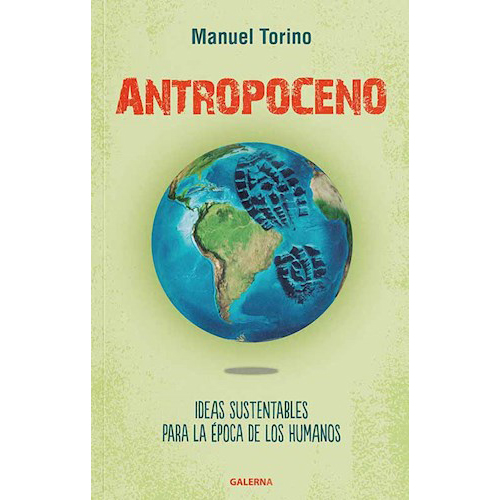 Manuel Torino
ANTROPOCENO
IDEAS SUSTENTABLES
PARA LA ÉPOCA DE LOS HUMANOS
GALERNA